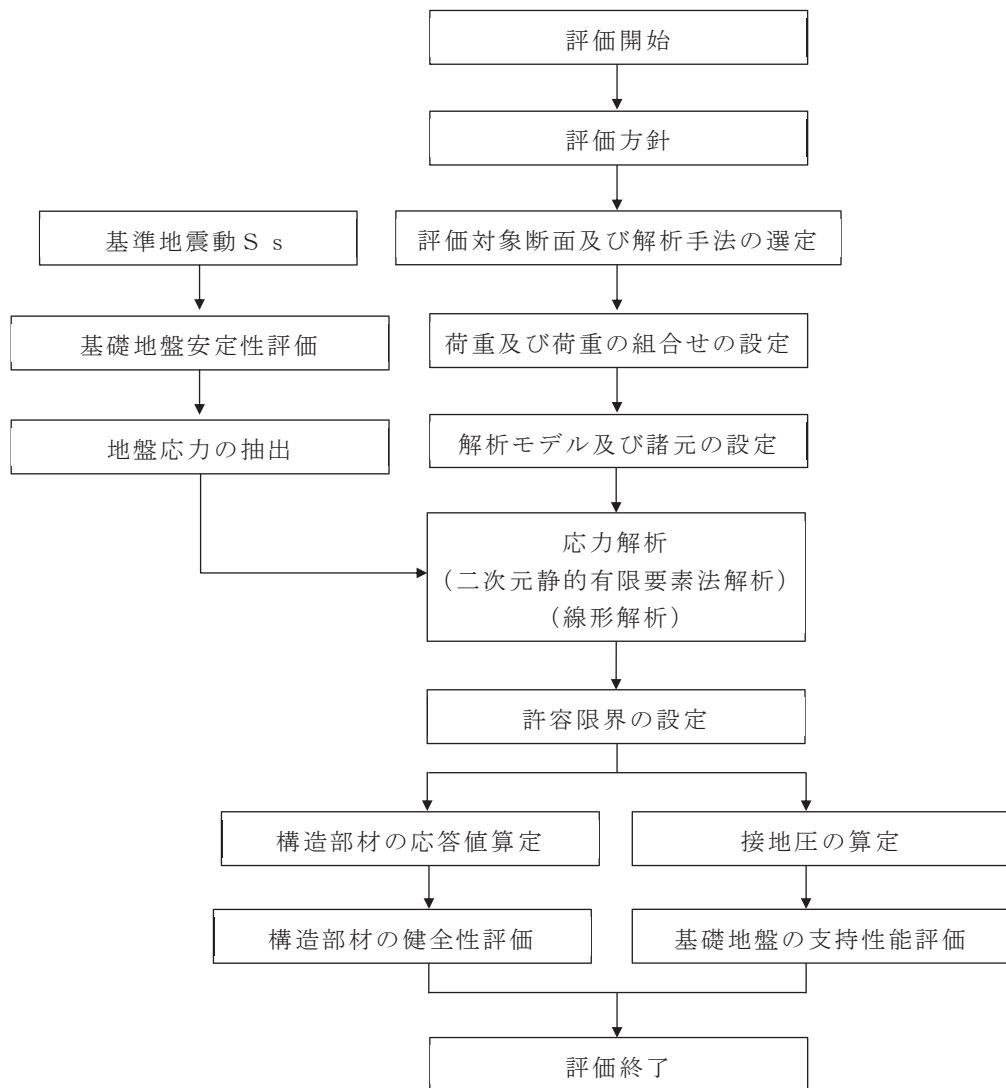 評価開始
評価方針
基準地震動Ｓｓ
評価対象断面及び解析手法の選定
基礎地盤安定性評価
荷重及び荷重の組合せの設定
地盤応力の抽出
解析モデル及び諸元の設定
応力解析
（二次元静的有限要素法解析）
（線形解析）
許容限界の設定
構造部材の応答値算定
接地圧の算定
構造部材の健全性評価
基礎地盤の支持性能評価
評価終了